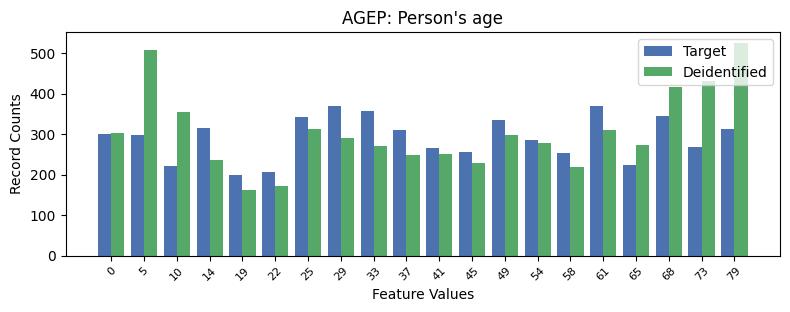 AGEP: Person's age
Record Counts
500
400
300
200
100
0
Target
Deidentified
0 5 10 14 19 22 25 29 33 37 41 45 49 54 58 61 65 68 73 79
Feature Values